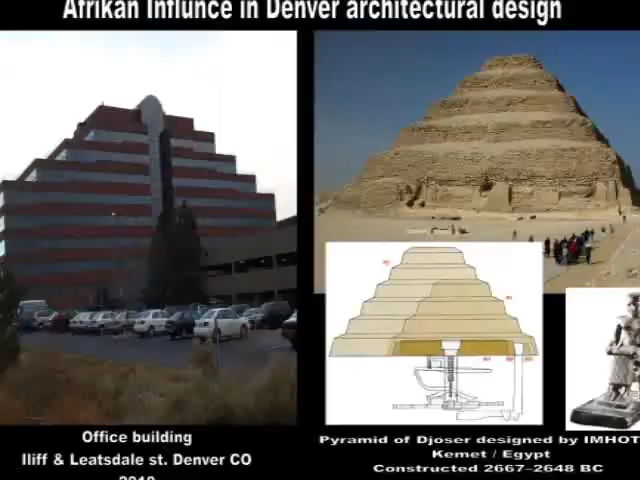 Afrikan Influnce in Denver architectural design
Office building
Iliff & Leatsdale st. Denver CO
2010
Pyramid of Djoser designed by IMHOT
Kemet / Egypt
Constructed 2667-2648 BC